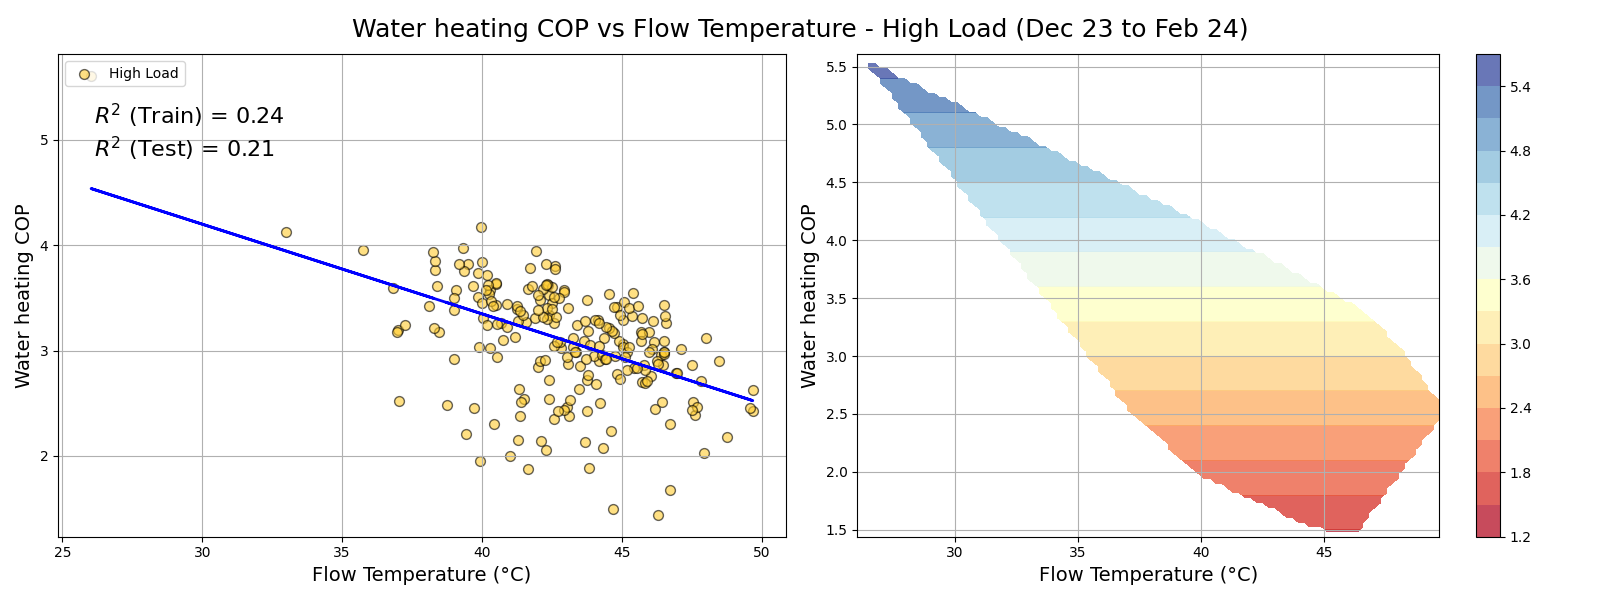 Water heating COP vs Flow Temperature - High Load (Dec 23 to Feb 24)
High Load
R² (Train) = 0.24
R² (Test) = 0.21
Water heating COP
5
4
3
2
25 30 35 40 45 50
Flow Temperature (°C)
Water heating COP
5.5
5.0
4.5
4.0
3.5
3.0
2.5
2.0
1.5
30 35 40 45
Flow Temperature (°C)
5.4
4.8
4.2
3.6
3.0
2.4
1.8
1.2